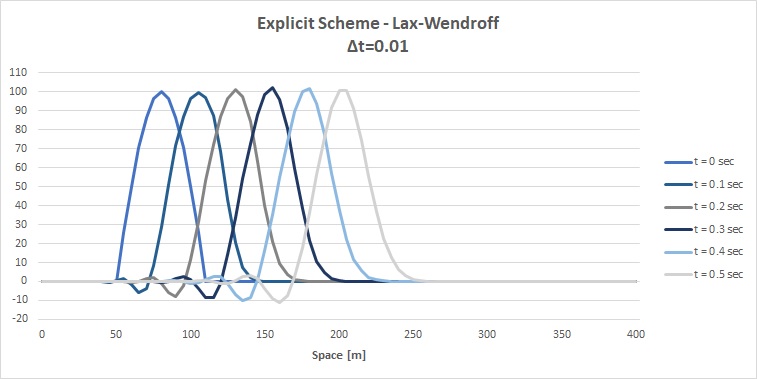 Explicit Scheme - Lax-Wendroff
Δt=0.01
110
100
90
80
70
60
50
40
30
20
10
0
-10
-20
0 50 100 150 200 250 300 350 400
Space [m]
t = 0 sec
t = 0.1 sec
t = 0.2 sec
t = 0.3 sec
t = 0.4 sec
t = 0.5 sec